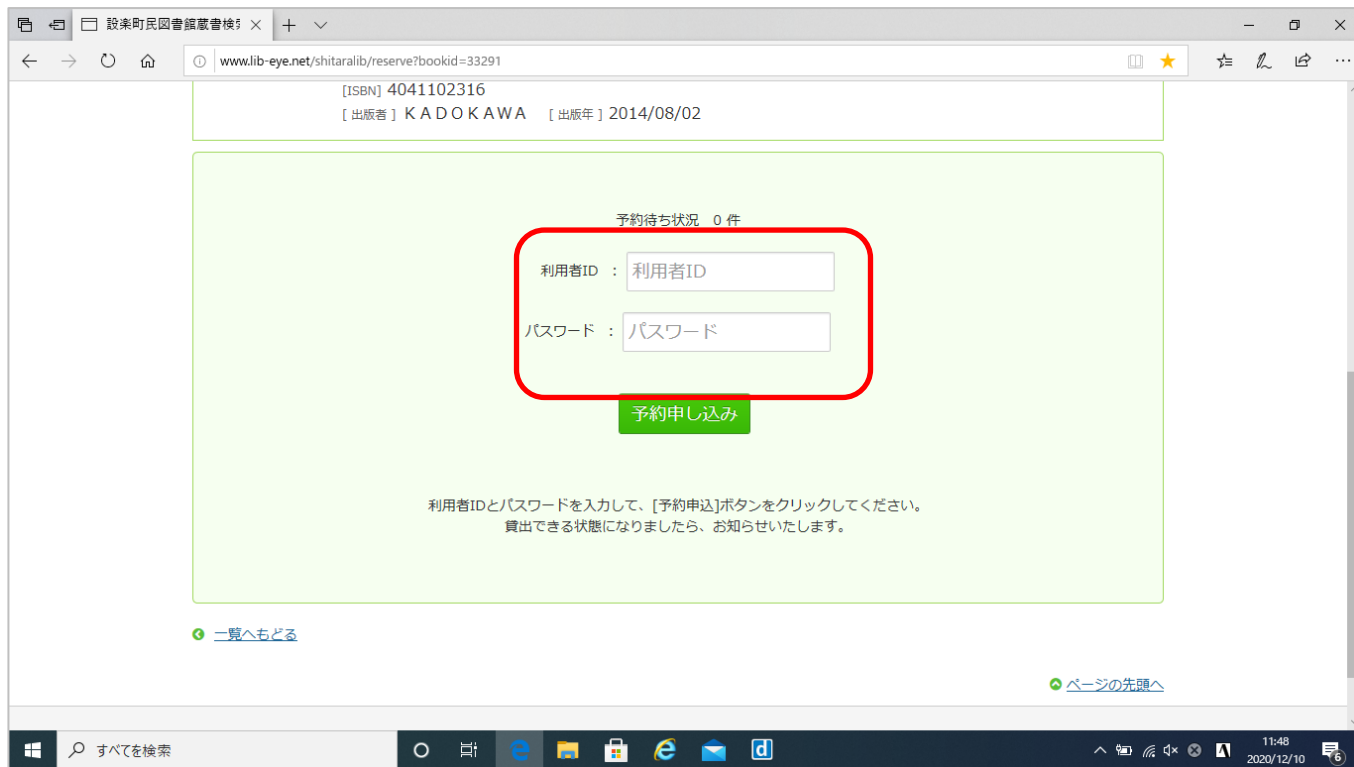 設楽町民図書館蔵書検索
www.lib-eye.net/shitaralib/reserve?bookid=33291
[ISBN] 4041102316
[ 出版者 ] ＫＡＤＯＫＡＷＡ [ 出版年 ] 2014/08/02
予約待ち状況　0 件
利用者ID ： 利用者ID
パスワード ： パスワード
予約申し込み
利用者IDとパスワードを入力して、[予約申込]ボタンをクリックしてください。
貸出できる状態になりましたら、お知らせいたします。
一覧へもどる
ページの先頭へ
すべてを検索
11:48
2020/12/10
6